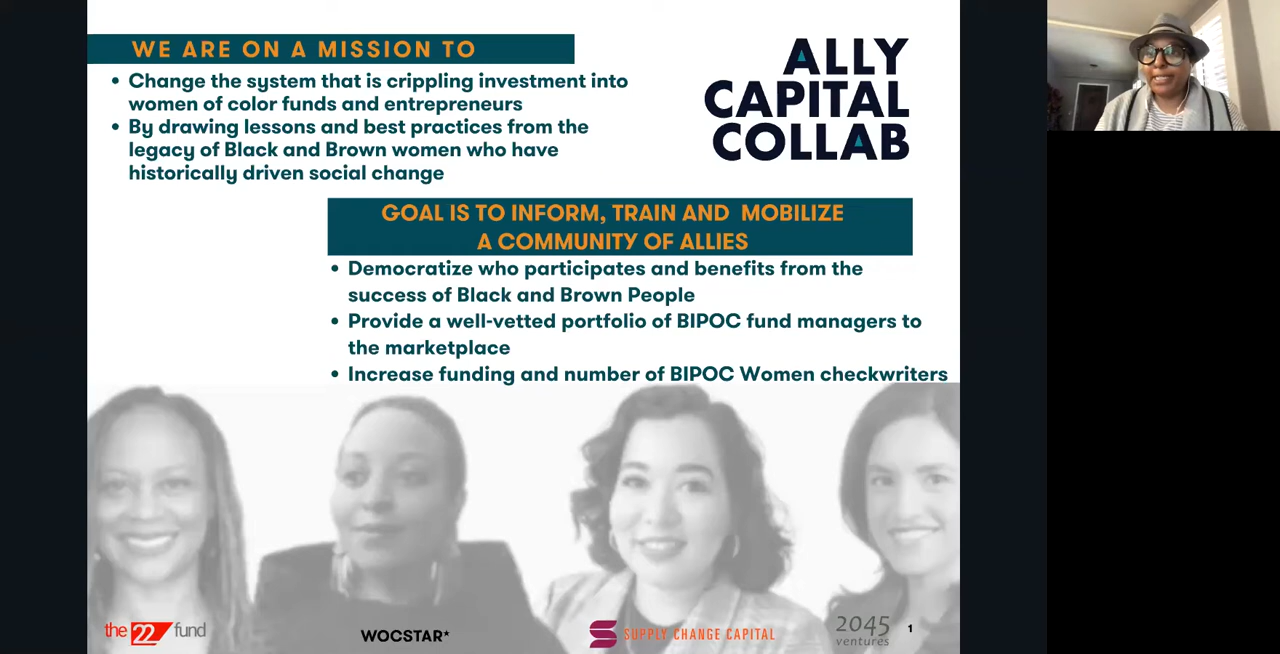 WE ARE ON A MISSION TO
• Change the system that is crippling investment into
women of color funds and entrepreneurs
• By drawing lessons and best practices from the
legacy of Black and Brown women who have
historically driven social change
ALLY
CAPITAL
COLLAB
GOAL IS TO INFORM, TRAIN AND MOBILIZE
A COMMUNITY OF ALLIES
• Democratize who participates and benefits from the
success of Black and Brown People
• Provide a well-vetted portfolio of BIPOC fund managers to
the marketplace
• Increase funding and number of BIPOC Women checkwriters
the 22 fund
WOCSTAR*
SUPPLY CHANGE CAPITAL
2045
ventures
1